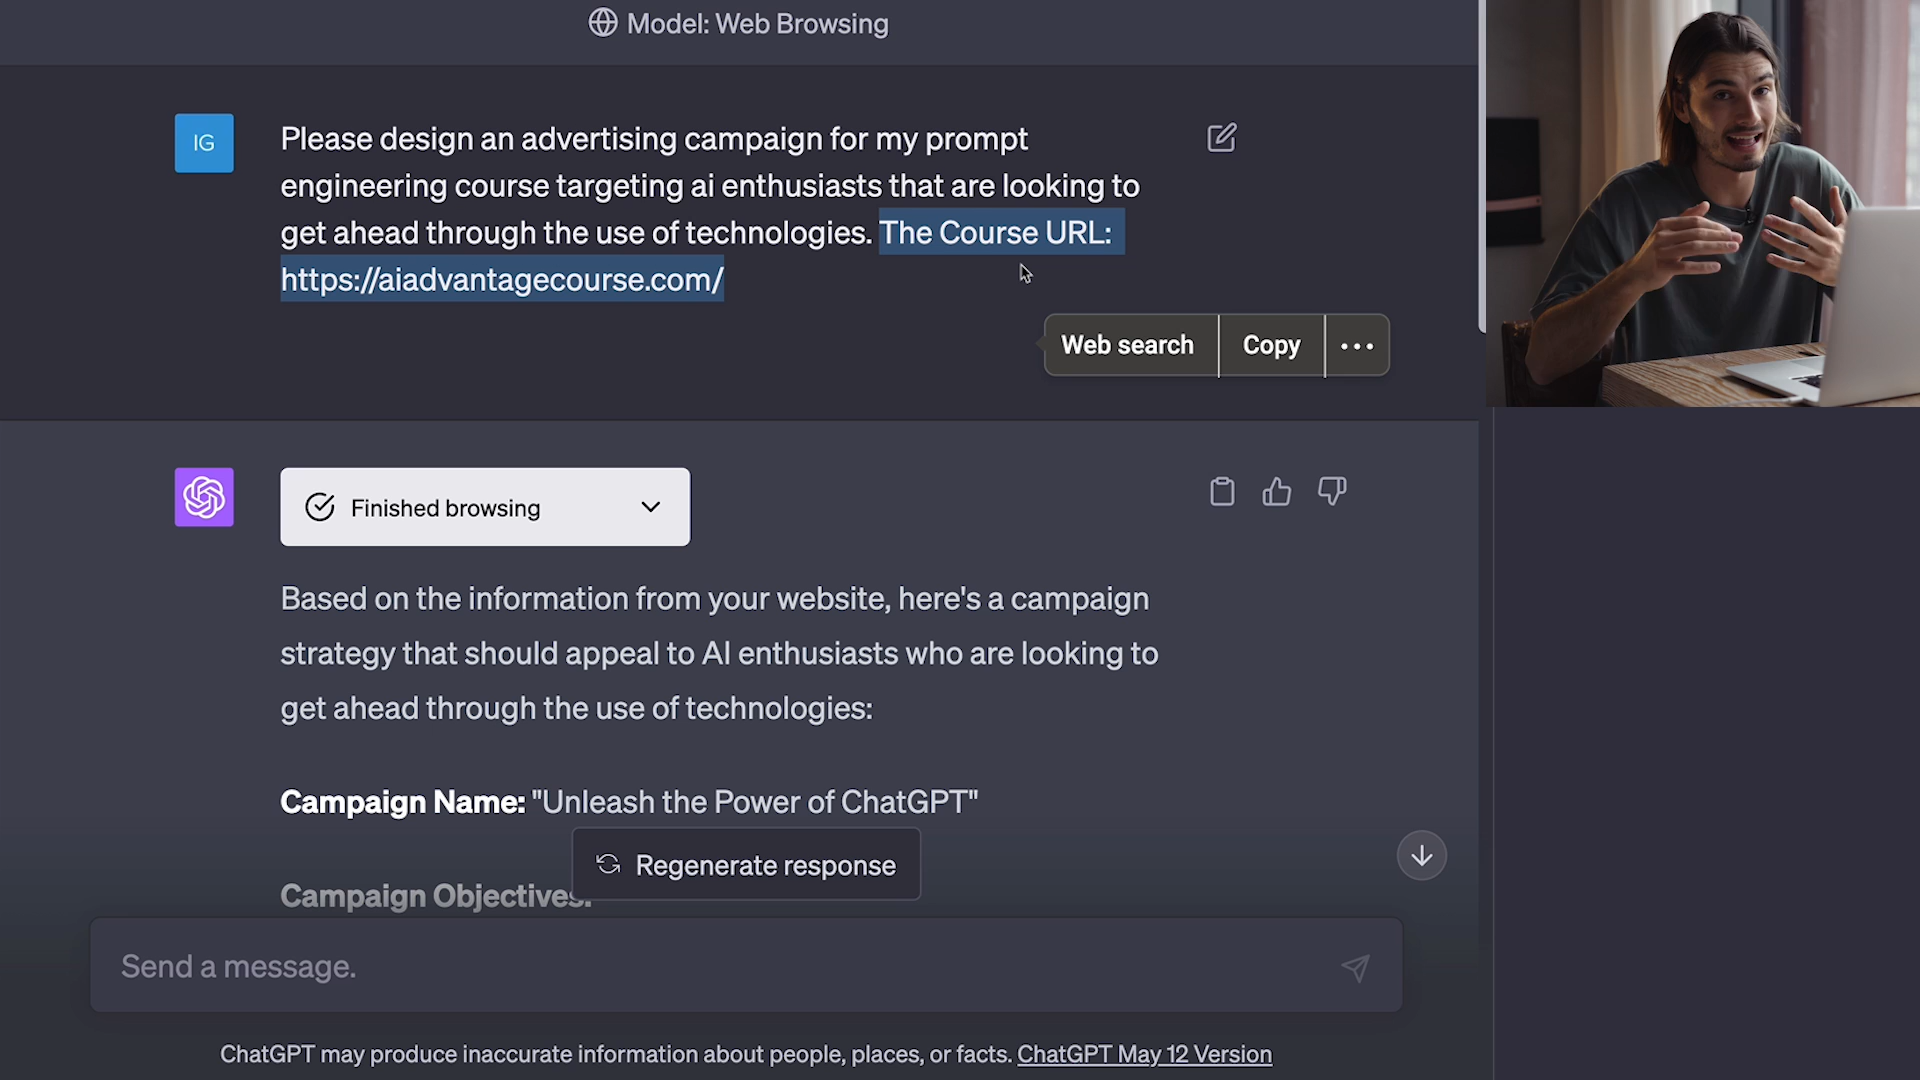 Model: Web Browsing
IG
Please design an advertising campaign for my prompt
engineering course targeting ai enthusiasts that are looking to
get ahead through the use of technologies. The Course URL:
https://aiadvantagecourse.com/
Web search
Copy
Finished browsing
Based on the information from your website, here's a campaign
strategy that should appeal to AI enthusiasts who are looking to
get ahead through the use of technologies:
Campaign Name: "Unleash the Power of ChatGPT"
Regenerate response
Campaign Objectives:
Send a message.
ChatGPT may produce inaccurate information about people, places, or facts. ChatGPT May 12 Version